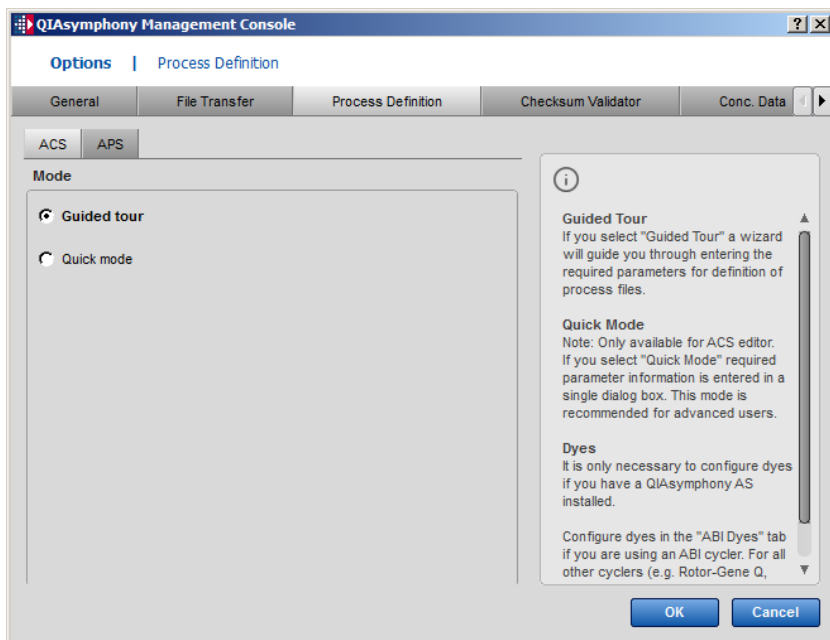 QIAsymphony Management Console
Options | Process Definition
General File Transfer Process Definition Checksum Validator Conc. Data
ACS APS
Mode
Guided tour
Quick mode
Guided Tour
If you select "Guided Tour" a wizard
will guide you through entering the
required parameters for definition of
process files.
Quick Mode
Note: Only available for ACS editor.
If you select "Quick Mode" required
parameter information is entered in a
single dialog box. This mode is
recommended for advanced users.
Dyes
It is only necessary to configure dyes
if you have a QIAsymphony AS
installed.
Configure dyes in the "ABI Dyes" tab
if you are using an ABI cycler. For all
other cyclers (e.g. Rotor-Gene Q,
OK Cancel